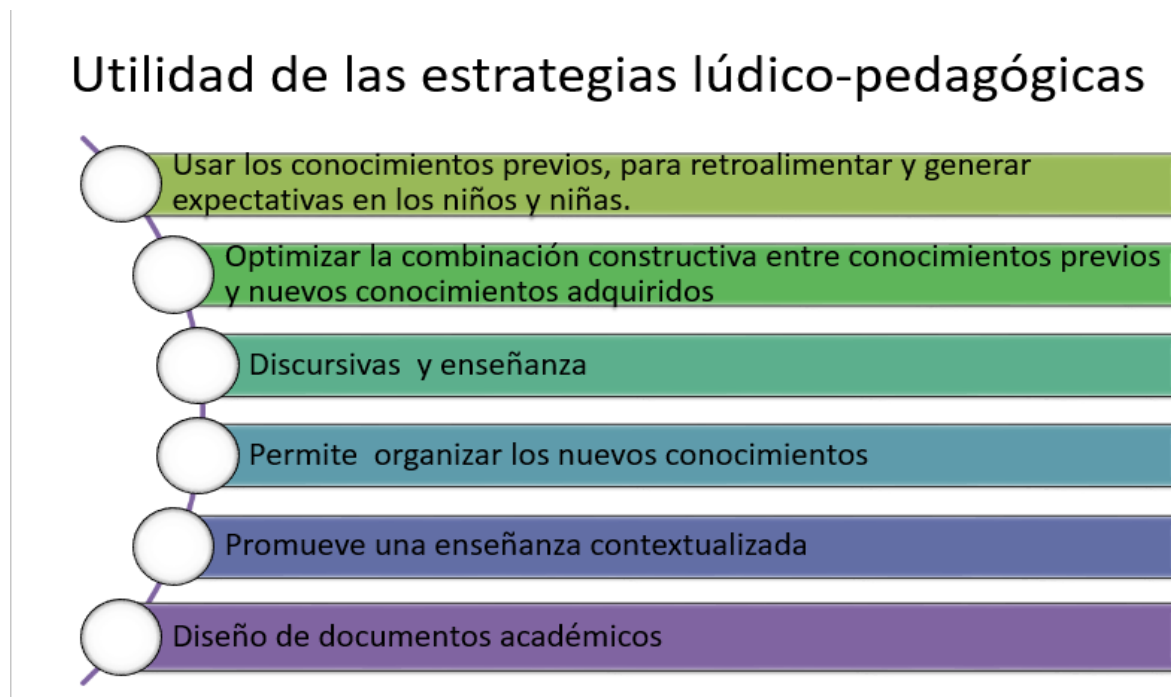 Utilidad de las estrategias lúdico-pedagógicas
Usar los conocimientos previos, para retroalimentar y generar
expectativas en los niños y niñas.
Optimizar la combinación constructiva entre conocimientos previos
y nuevos conocimientos adquiridos
Discursivas  y enseñanza
Permite  organizar los nuevos conocimientos
Promueve una enseñanza contextualizada
Diseño de documentos académicos